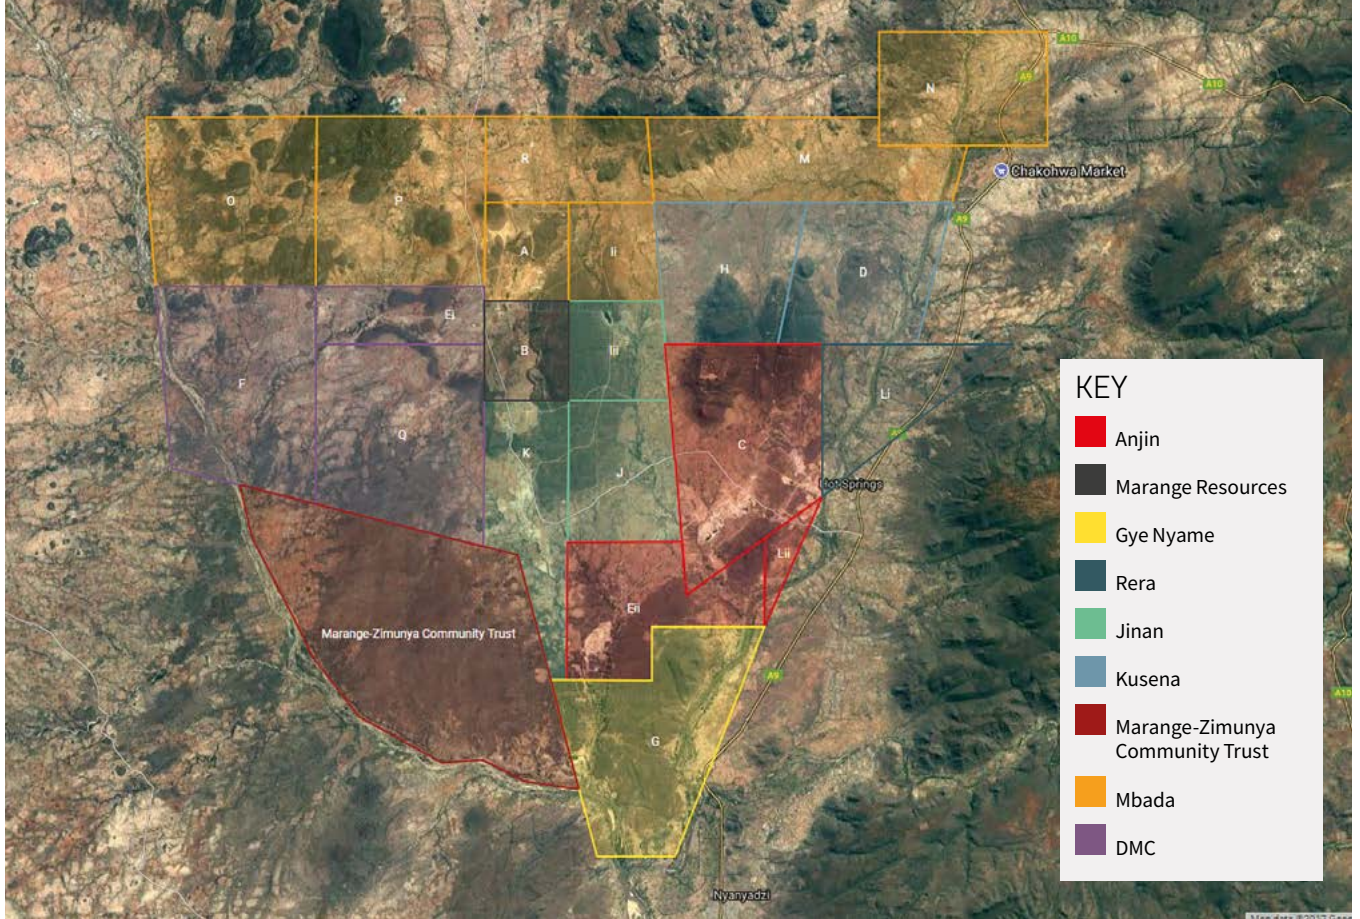 A10
N
A9
A10
R
M
Chakohwa Market
O
P
A9
A
Ii
H
D
Ei
B
Iii
F
Li
Q
K
J
C
Hot Springs
Lii
Eii
Marange-Zimunya Community Trust
A9
A10
G
Nyanyadzi
KEY
Anjin
Marange Resources
Gye Nyame
Rera
Jinan
Kusena
Marange-Zimunya
Community Trust
Mbada
DMC